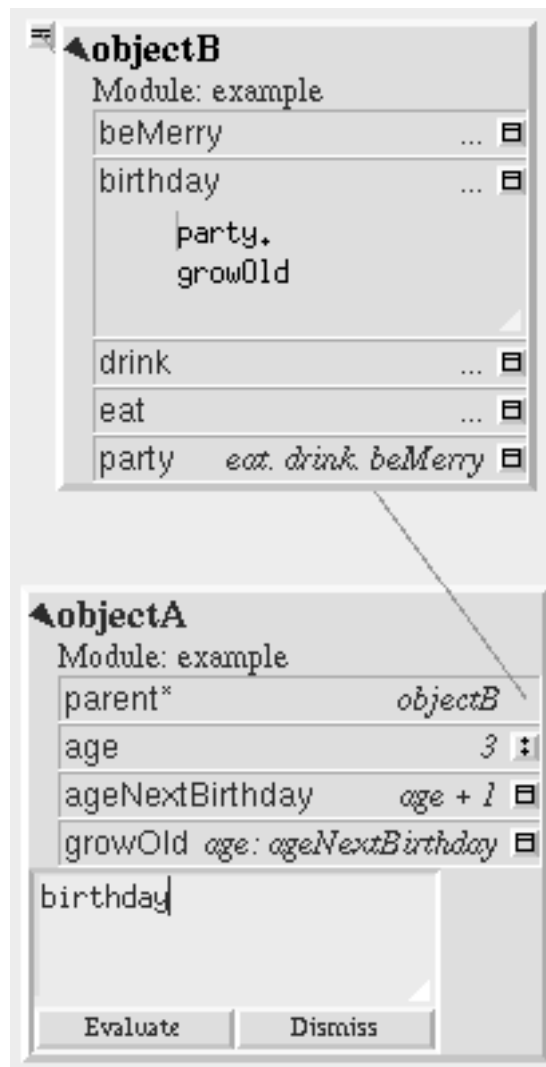 objectB
Module: example
beMerry ...
birthday ...
party.
growOld
drink ...
eat ...
party eat. drink. beMerry
objectA
Module: example
parent* objectB
age 3
ageNextBirthday age + 1
growOld age: ageNextBirthday
birthday
Evaluate Dismiss